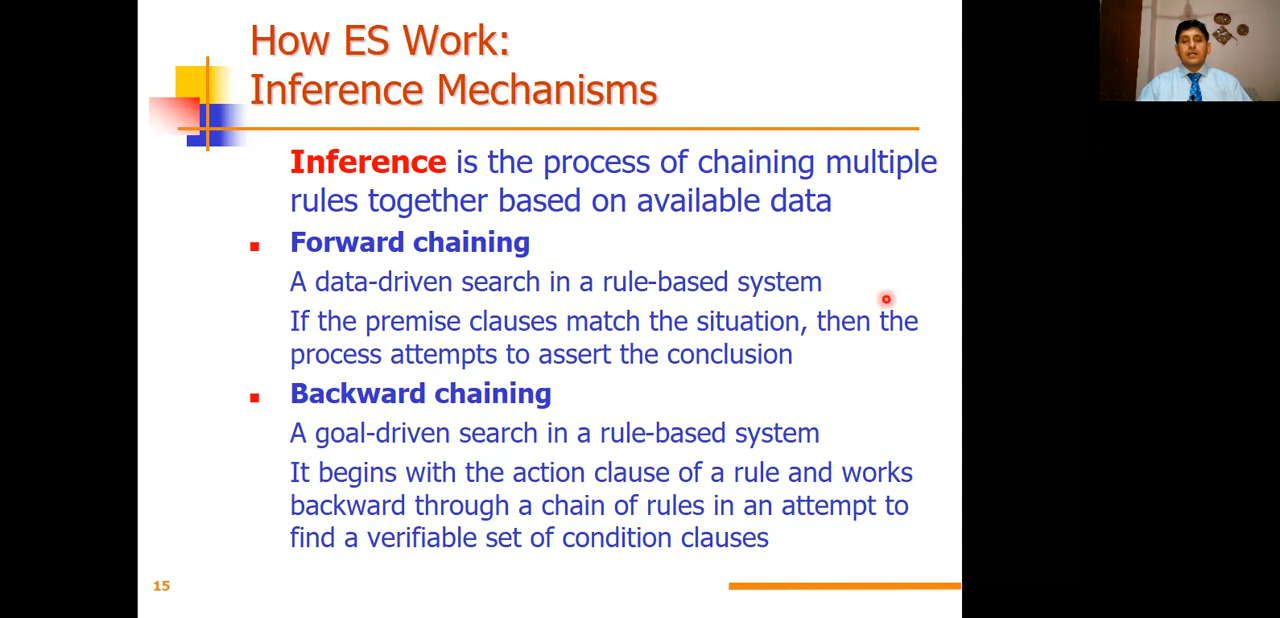 How ES Work:
Inference Mechanisms
Inference is the process of chaining multiple
rules together based on available data
Forward chaining
A data-driven search in a rule-based system
If the premise clauses match the situation, then the
process attempts to assert the conclusion
Backward chaining
A goal-driven search in a rule-based system
It begins with the action clause of a rule and works
backward through a chain of rules in an attempt to
find a verifiable set of condition clauses
15